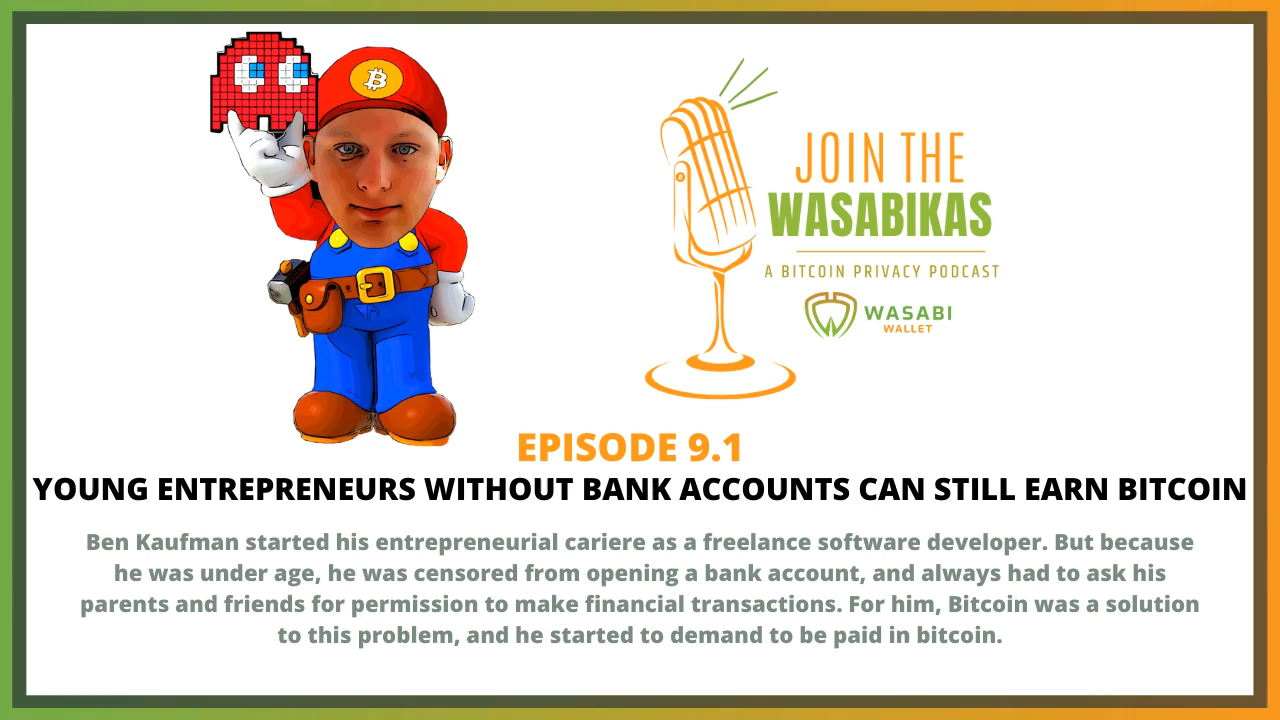 JOIN THE
WASABIKAS
A BITCOIN PRIVACY PODCAST
WASABI
WALLET
EPISODE 9.1
YOUNG ENTREPRENEURS WITHOUT BANK ACCOUNTS CAN STILL EARN BITCOIN
Ben Kaufman started his entrepreneurial cariere as a freelance software developer. But because
he was under age, he was censored from opening a bank account, and always had to ask his
parents and friends for permission to make financial transactions. For him, Bitcoin was a solution
to this problem, and he started to demand to be paid in bitcoin.